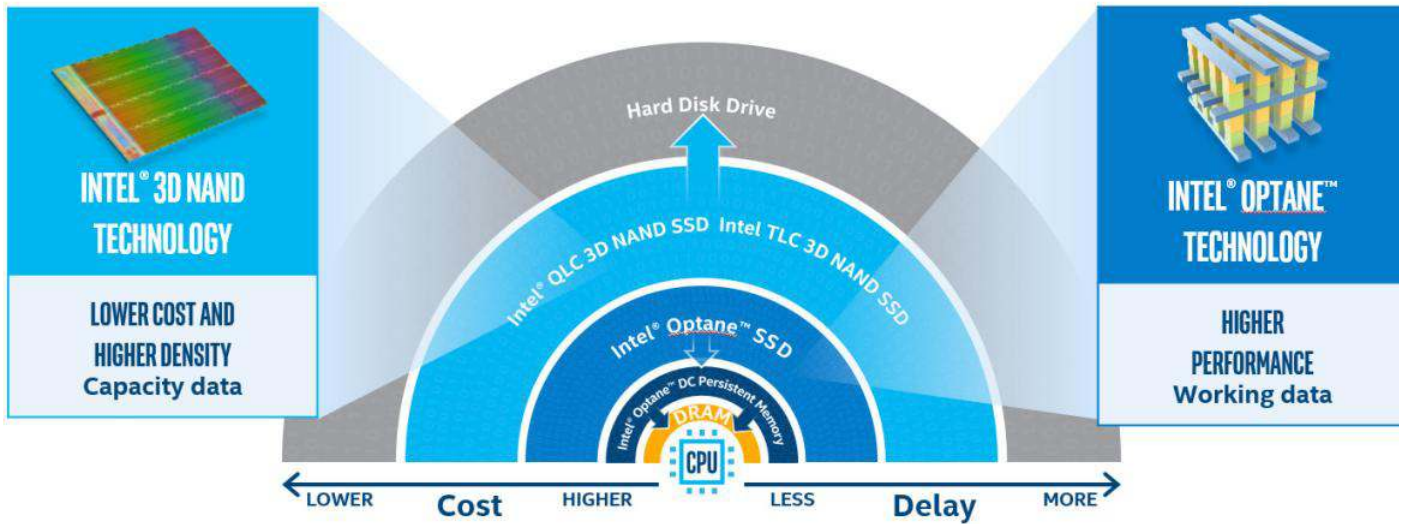 INTEL® 3D NAND
TECHNOLOGY
LOWER COST AND
HIGHER DENSITY
Capacity data
Hard Disk Drive
Intel® QLC 3D NAND SSD
Intel TLC 3D NAND SSD
Intel® Optane™ SSD
Intel® Optane™ DC Persistent Memory
DRAM
CPU
LOWER
Cost
HIGHER
LESS
Delay
MORE
INTEL® OPTANE™
TECHNOLOGY
HIGHER
PERFORMANCE
Working data